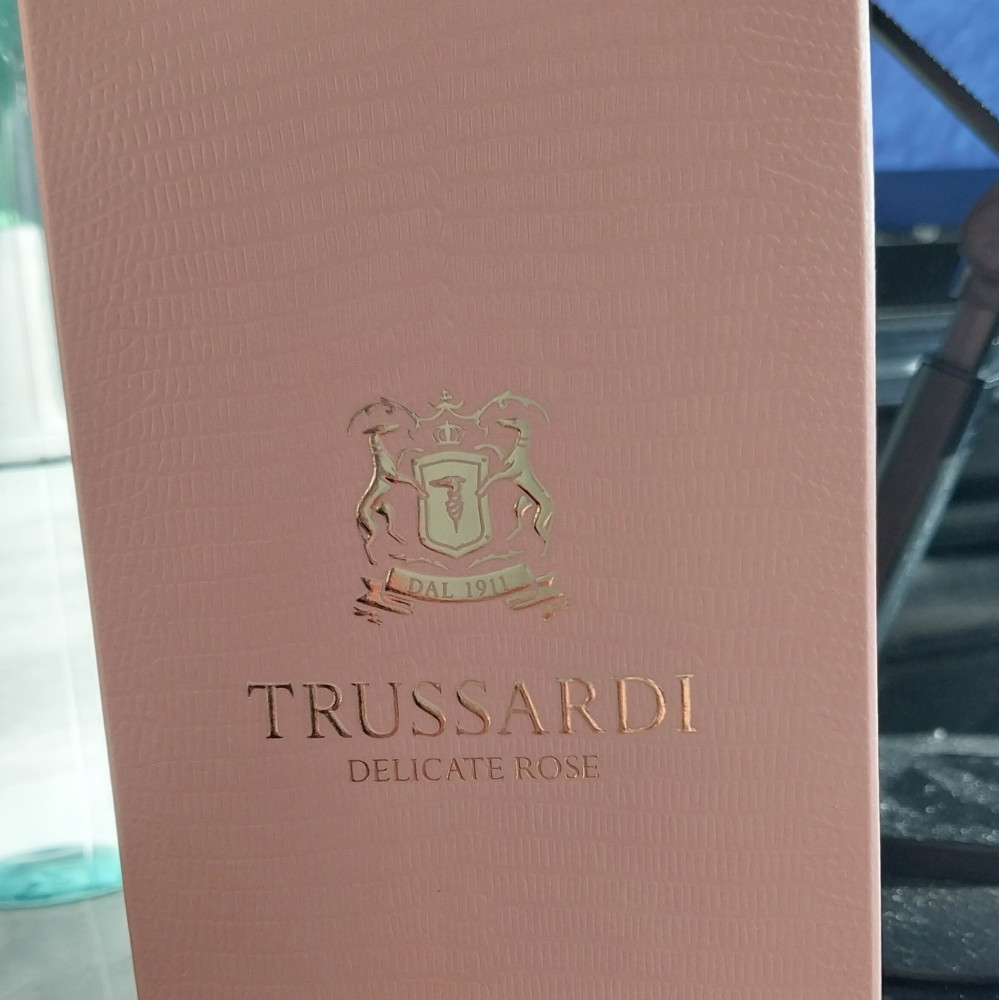 DAL 1911
TRUSSARDI
DELICATE ROSE